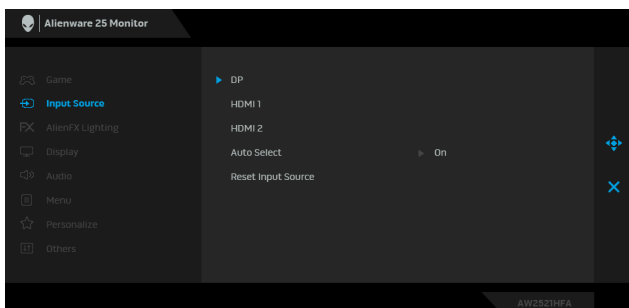 Alienware 25 Monitor
Game
Input Source
AlienFX Lighting
Display
Audio
Menu
Personalize
Others
DP
HDMI 1
HDMI 2
Auto Select On
Reset Input Source
AW2521HFA